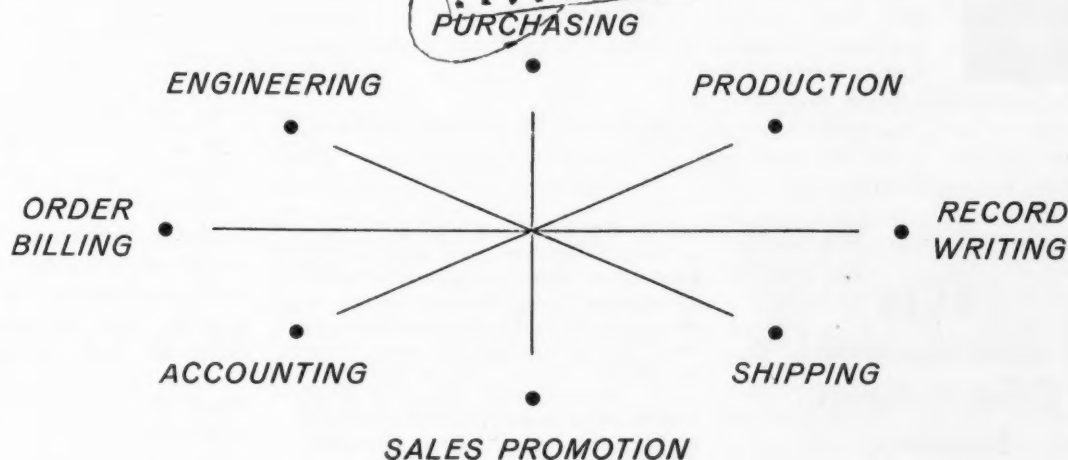 PURCHASING
ENGINEERING
PRODUCTION
ORDER
BILLING
RECORD
WRITING
ACCOUNTING
SHIPPING
SALES PROMOTION